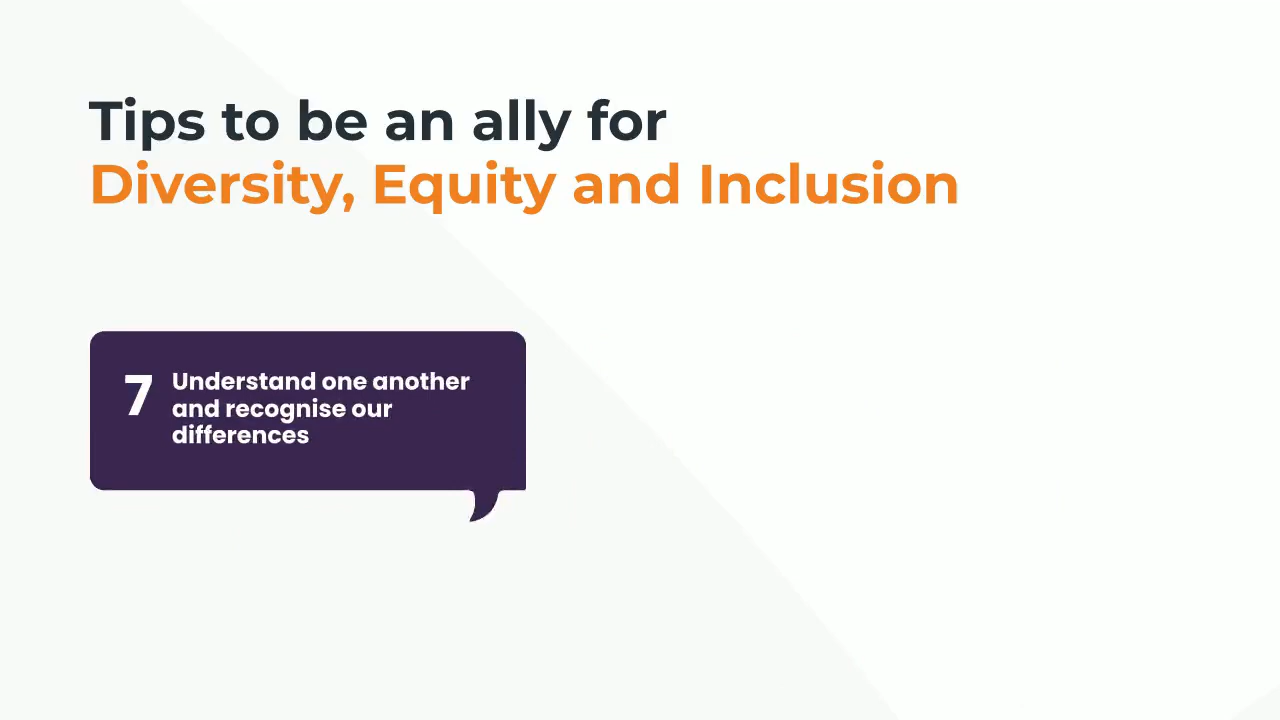 Tips to be an ally for
Diversity, Equity and Inclusion
7 Understand one another
and recognise our
differences